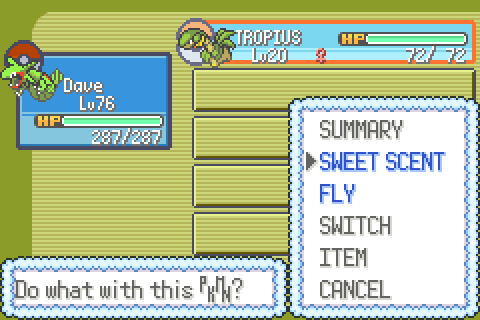 Dave
Lv76
HP
287/287
TROPIUS
Lv20 ♀
HP
72/ 72
SUMMARY
▶SWEET SCENT
FLY
SWITCH
ITEM
CANCEL
Do what with this PKMN?